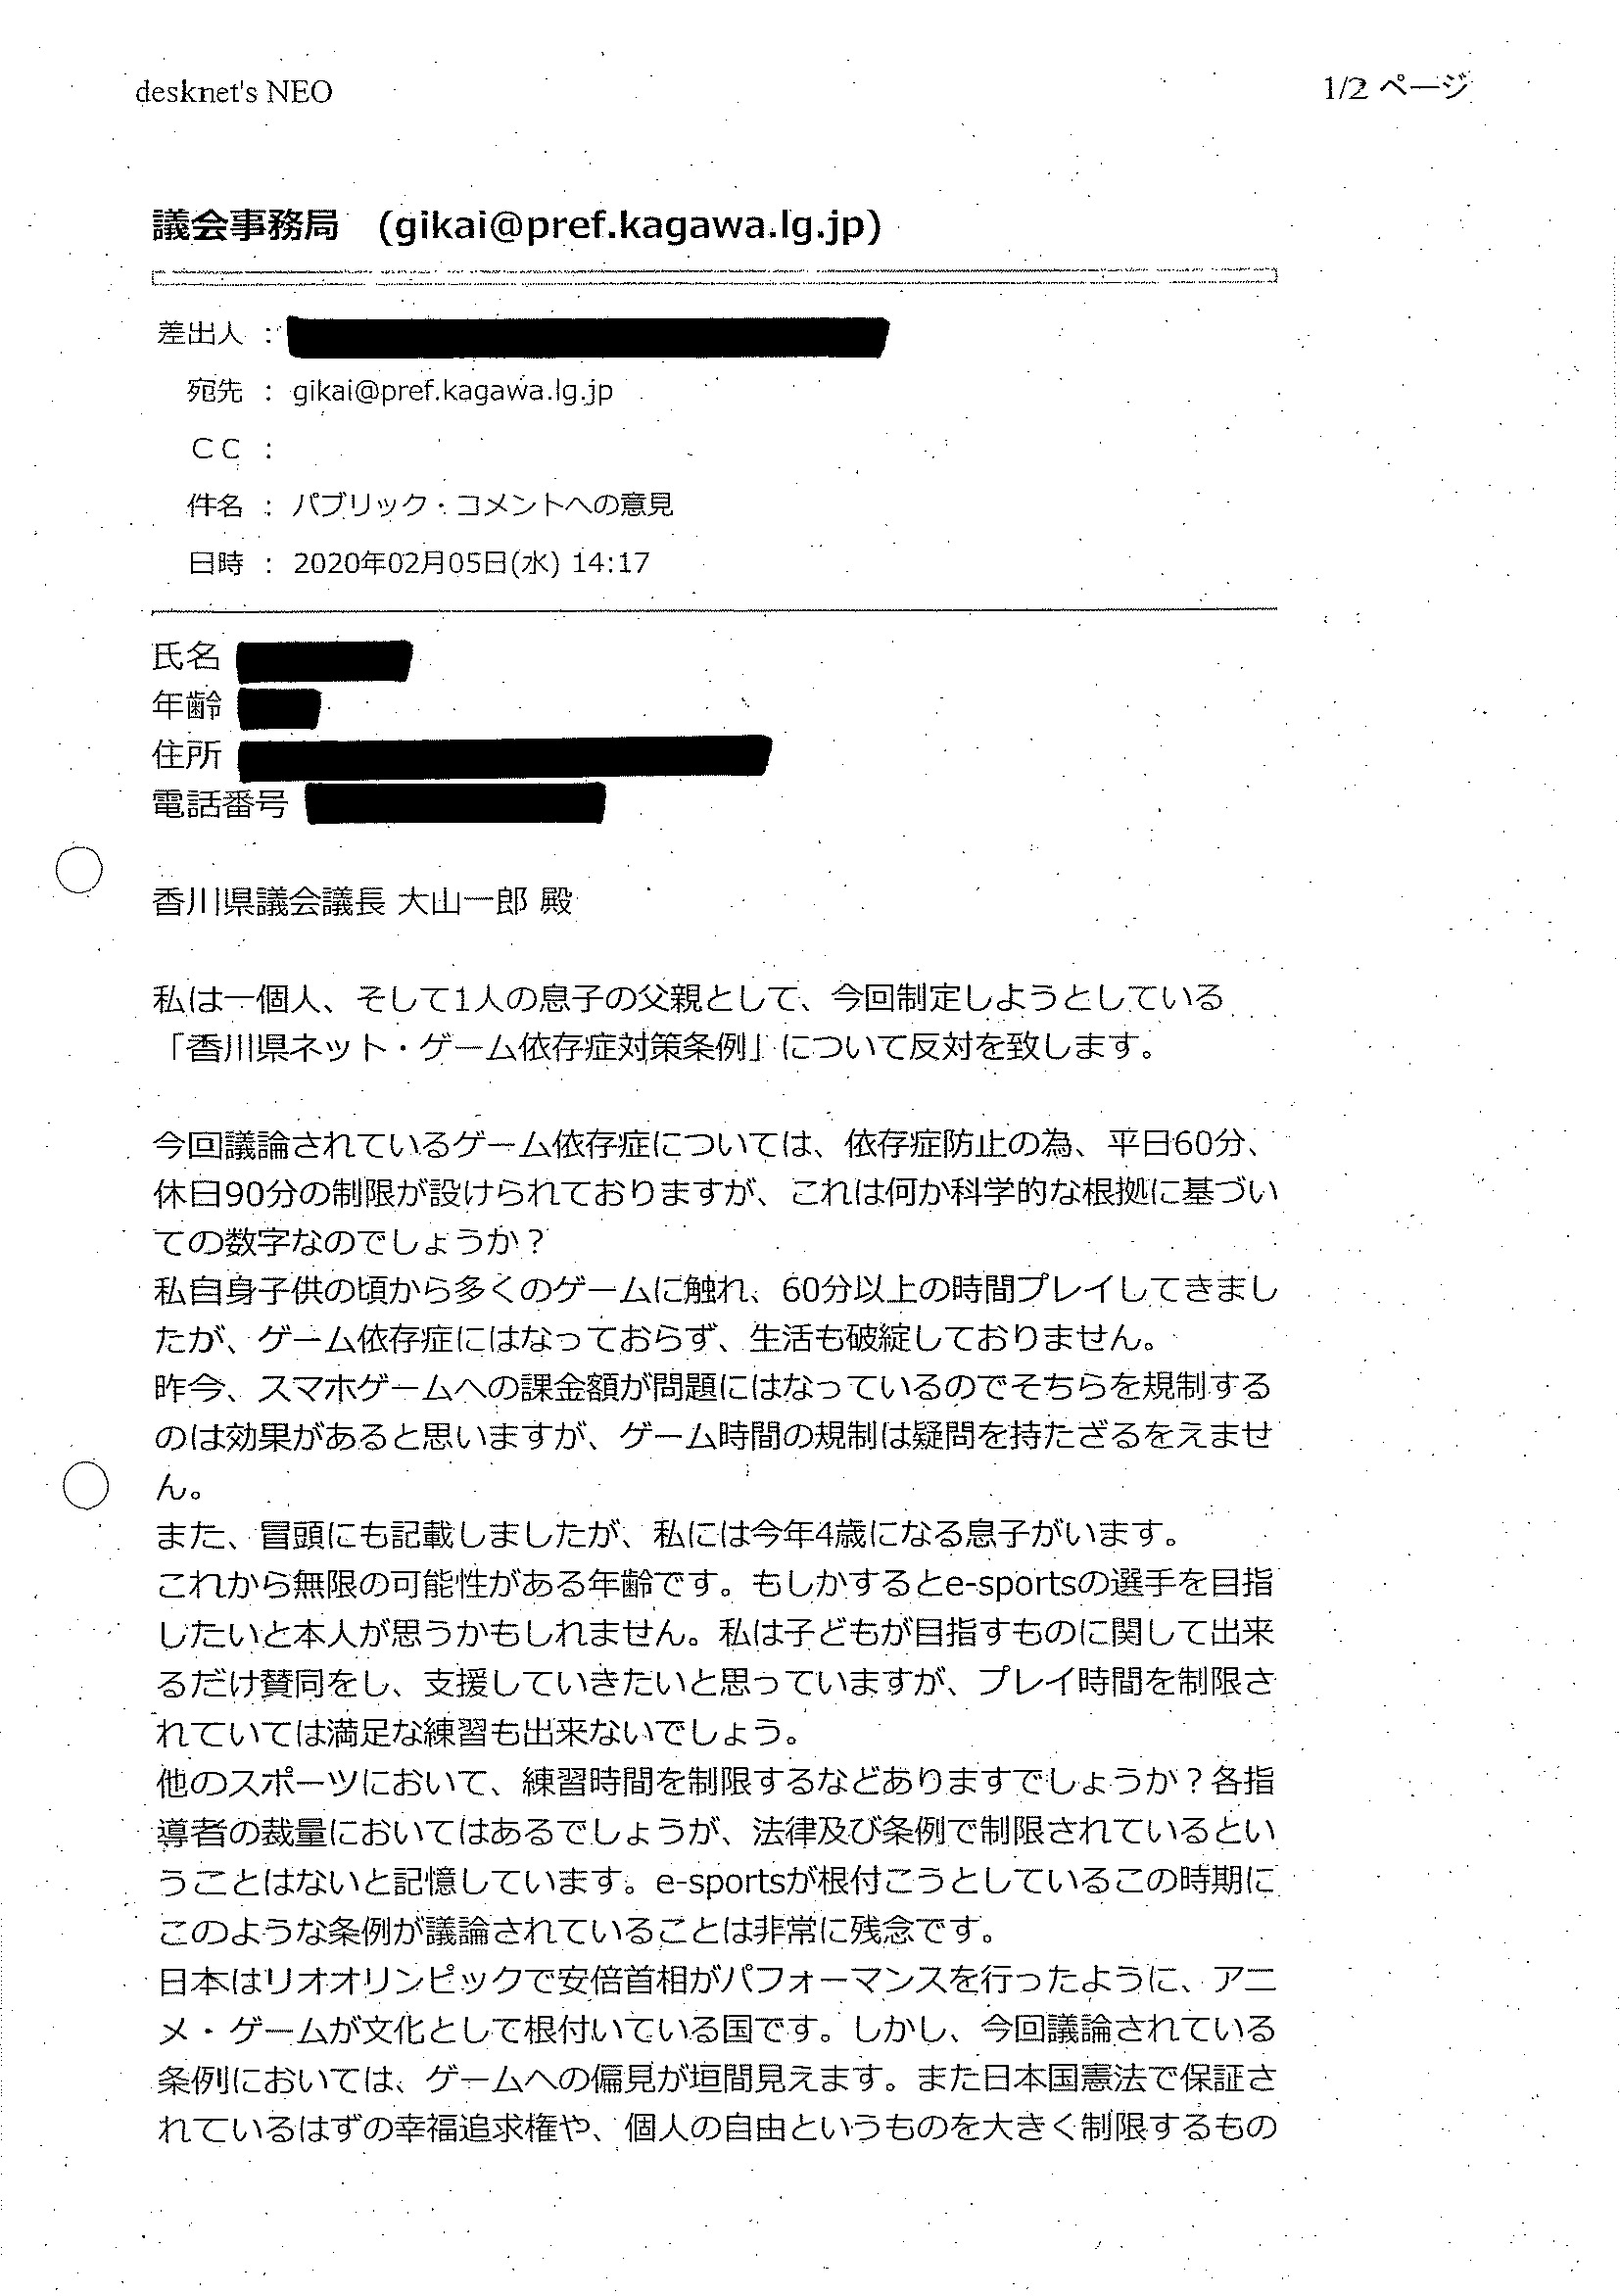 desknet's NEO
1/2 ページ
議会事務局 (gikai@pref.kagawa.lg.jp)
差出人 :
宛先 : gikai@pref.kagawa.lg.jp
CC :
件名 : パブリック・コメントへの意見
日時 : 2020年02月05日(水) 14:17
氏名
年齢
住所
電話番号
香川県議会議長 大山一郎 殿
私は一個人、そして1人の息子の父親として、今回制定しようとしている
「香川県ネット・ゲーム依存症対策条例」について反対を致します。
今回議論されているゲーム依存症については、依存症防止の為、平日60分、
休日90分の制限が設けられておりますが、これは何か科学的な根拠に基づい
ての数字なのでしょうか？
私自身子供の頃から多くのゲームに触れ、60分以上の時間プレイしてきまし
たが、ゲーム依存症にはなっておらず、生活も破綻しておりません。
昨今、スマホゲームへの課金額が問題にはなっているのでそちらを規制する
のは効果があると思いますが、ゲーム時間の規制は疑問を持たざるをえませ
ん。
また、冒頭にも記載しましたが、私には今年4歳になる息子がいます。
これから無限の可能性がある年齢です。もしかするとe-sportsの選手を目指
したいと本人が思うかもしれません。私は子どもが目指すものに関して出来
るだけ賛同をし、支援していきたいと思っていますが、プレイ時間を制限さ
れていては満足な練習も出来ないでしょう。
他のスポーツにおいて、練習時間を制限するなどありますでしょうか？各指
導者の裁量においてはあるでしょうが、法律及び条例で制限されているとい
うことはないと記憶しています。e-sportsが根付こうとしているこの時期に
このような条例が議論されていることは非常に残念です。
日本はリオオリンピックで安倍首相がパフォーマンスを行ったように、アニ
メ・ゲームが文化として根付いている国です。しかし、今回議論されている
条例においては、ゲームへの偏見が垣間見えます。また日本国憲法で保証さ
れているはずの幸福追求権や、個人の自由というものを大きく制限するもの